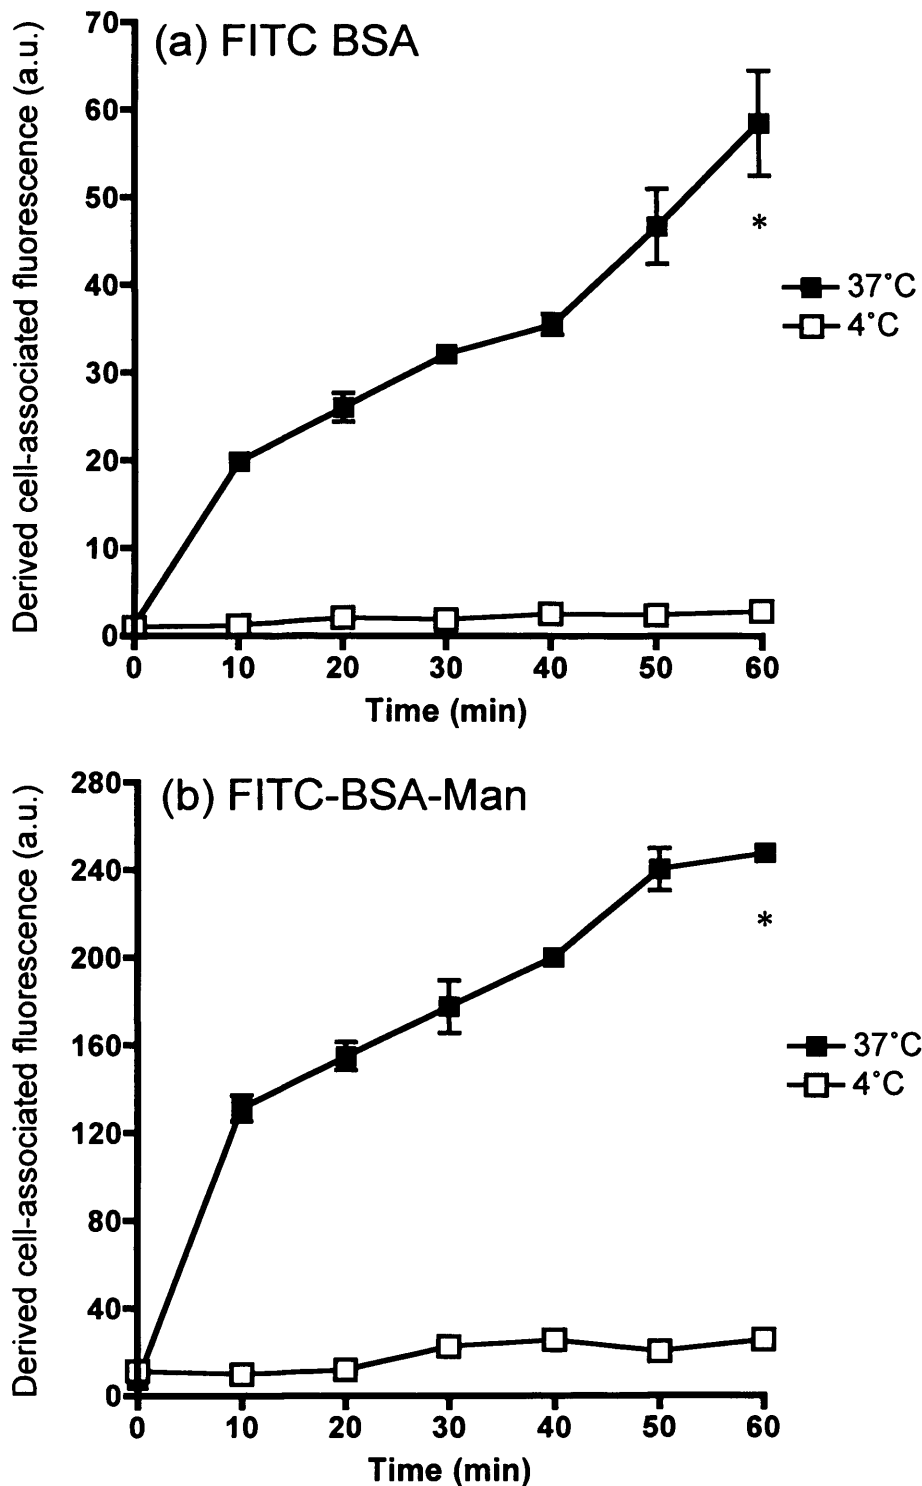 (a) FITC BSA
Derived cell-associated fluorescence (a.u.)
70
60
50
40
30
20
10
0
*
37°C
4°C
0 10 20 30 40 50 60
Time (min)
(b) FITC-BSA-Man
Derived cell-associated fluorescence (a.u.)
280
240
200
160
120
80
40
0
*
37°C
4°C
0 10 20 30 40 50 60
Time (min)